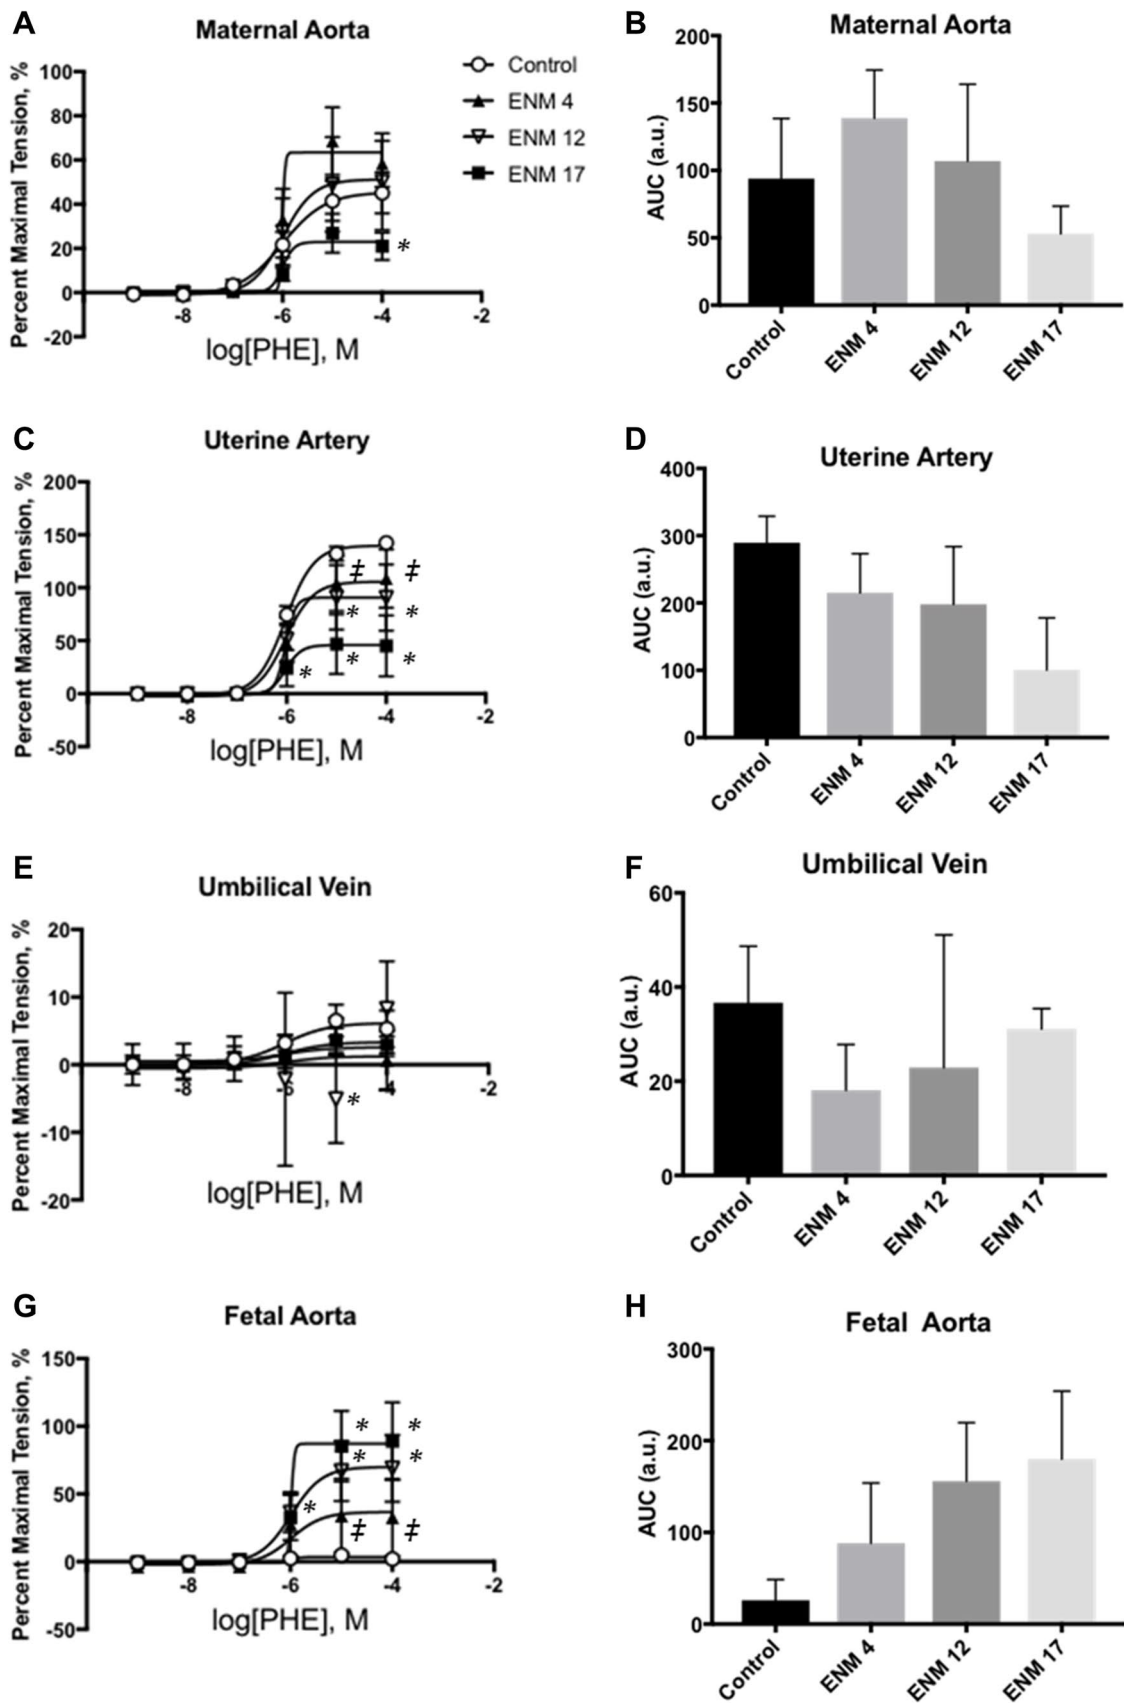 A
Maternal Aorta
Percent Maximal Tension, %
100
80
60
40
20
0
-20
-8
-6
-4
-2
log[PHE], M
*
Control
ENM 4
ENM 12
ENM 17
B
Maternal Aorta
AUC (a.u.)
200
150
100
50
0
Control
ENM 4
ENM 12
ENM 17
C
Uterine Artery
Percent Maximal Tension, %
200
150
100
50
0
-50
-8
-6
-4
-2
log[PHE], M
‡ ‡
* *
* * *
D
Uterine Artery
AUC (a.u.)
400
300
200
100
0
Control
ENM 4
ENM 12
ENM 17
E
Umbilical Vein
Percent Maximal Tension, %
20
10
0
-10
-20
-8
-6
-4
-2
log[PHE], M
*
F
Umbilical Vein
AUC (a.u.)
60
40
20
0
Control
ENM 4
ENM 12
ENM 17
G
Fetal Aorta
Percent Maximal Tension, %
150
100
50
0
-50
-8
-6
-4
-2
log[PHE], M
* *
* *
*
‡ ‡
H
Fetal Aorta
AUC (a.u.)
300
200
100
0
Control
ENM 4
ENM 12
ENM 17